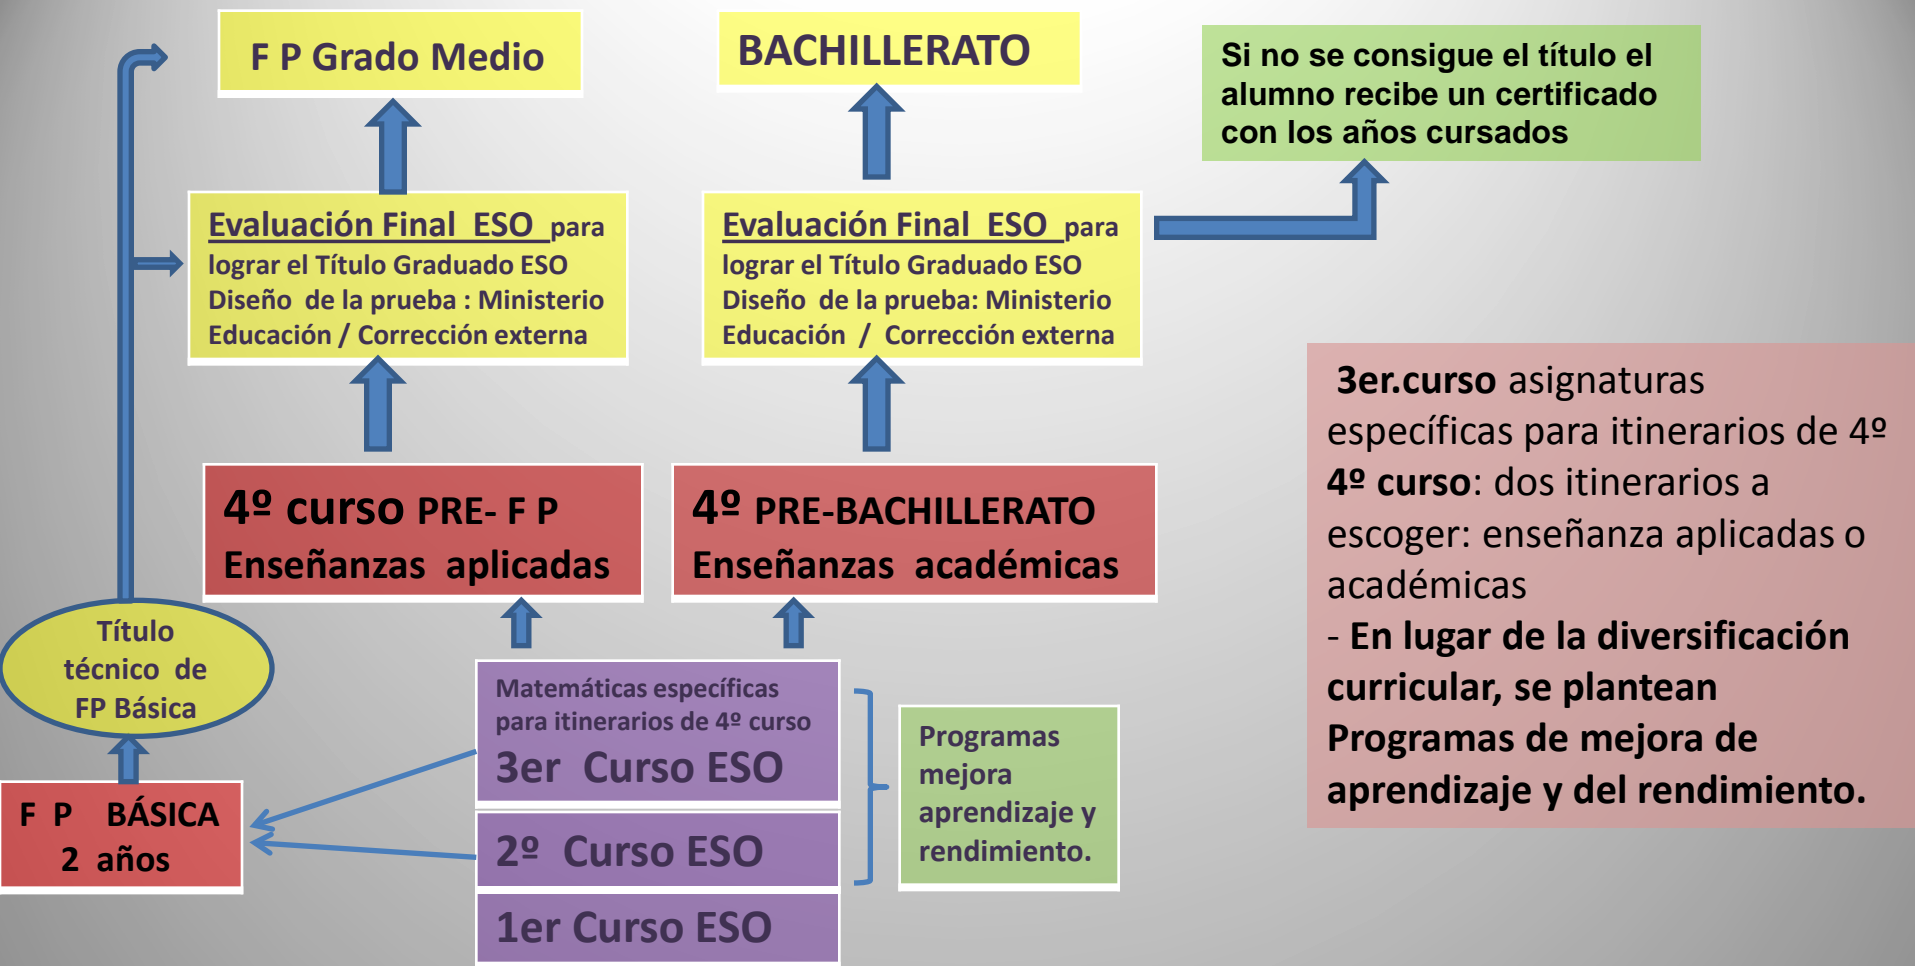 F P Grado Medio
BACHILLERATO
Si no se consigue el título el
alumno recibe un certificado
con los años cursados
Evaluación Final ESO para
lograr el Título Graduado ESO
Diseño de la prueba : Ministerio
Educación / Corrección externa
Evaluación Final ESO para
lograr el Título Graduado ESO
Diseño de la prueba: Ministerio
Educación / Corrección externa
3er.curso asignaturas
específicas para itinerarios de 4º
4º curso: dos itinerarios a
escoger: enseñanza aplicadas o
académicas
- En lugar de la diversificación
curricular, se plantean
Programas de mejora de
aprendizaje y del rendimiento.
4º curso PRE- F P
Enseñanzas aplicadas
4º PRE-BACHILLERATO
Enseñanzas académicas
Título
técnico de
FP Básica
Matemáticas específicas
para itinerarios de 4º curso
3er Curso ESO
Programas
mejora
aprendizaje y
rendimiento.
F P BÁSICA
2 años
2º Curso ESO
1er Curso ESO